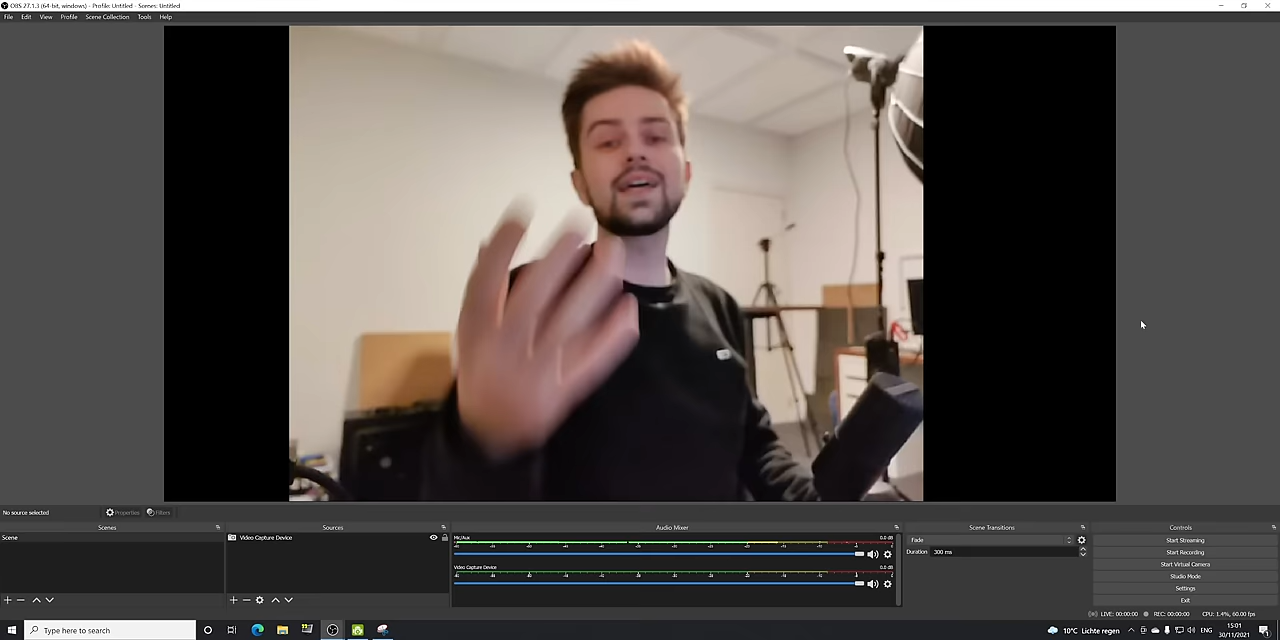 OBS 27.1.3 (64-bit, windows) - Profile: Untitled - Scenes: Untitled
File Edit View Profile Scene Collection Tools Help
No source selected
Properties Filters
Scenes
Sources
Audio Mixer
Scene Transitions
Controls
Scene
Video Capture Device
Mic/Aux
0.0 dB
Video Capture Device
0.0 dB
Fade
Duration 300 ms
Start Streaming
Start Recording
Start Virtual Camera
Studio Mode
Settings
Exit
LIVE: 00:00:00 REC: 00:00:00 CPU: 1.4%, 60.00 fps
Type here to search
10°C Lichte regen
ENG
15:01
30/11/2021